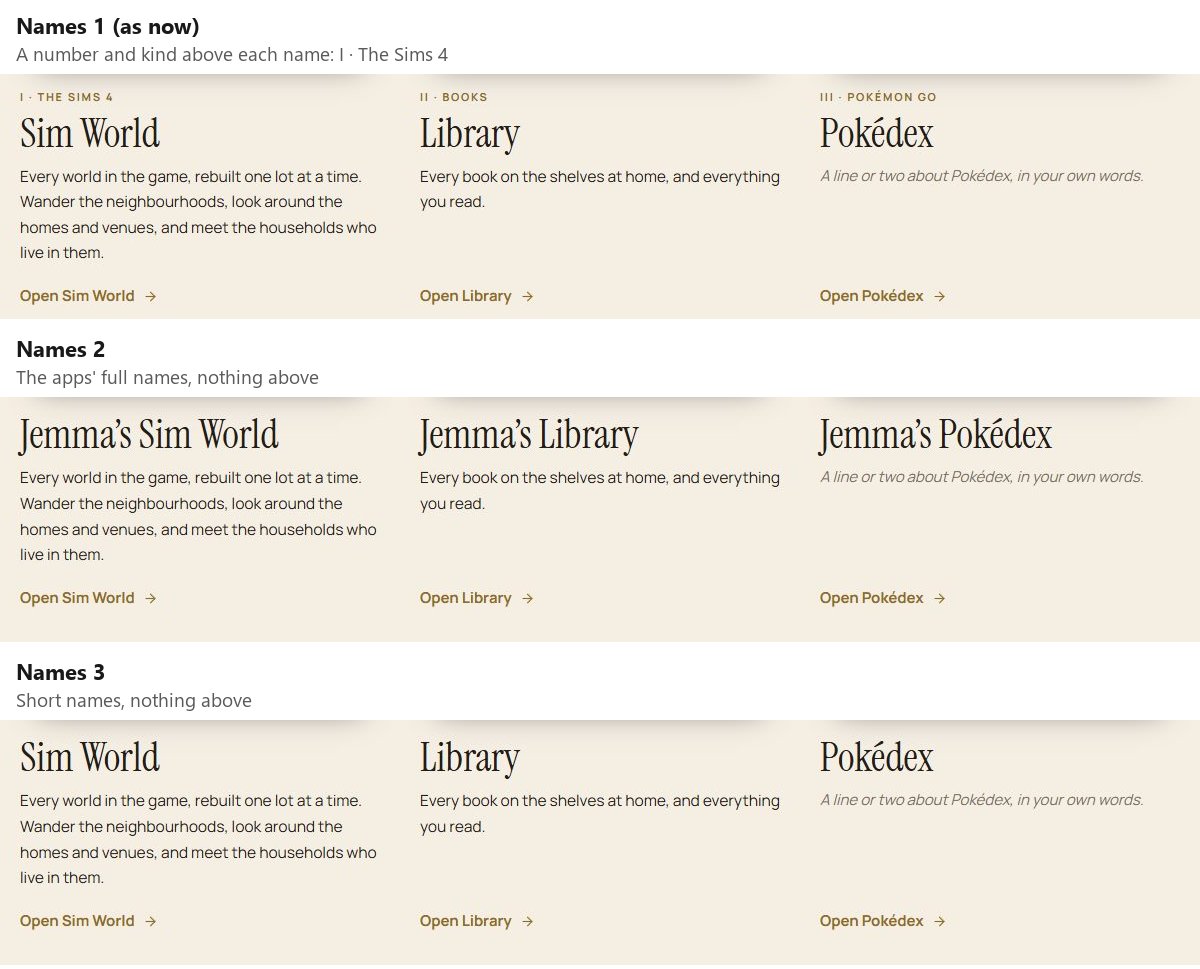 Names 1 (as now)
A number and kind above each name: I · The Sims 4
I · THE SIMS 4
Sim World
Every world in the game, rebuilt one lot at a time.
Wander the neighbourhoods, look around the
homes and venues, and meet the households who
live in them.
Open Sim World →
II · BOOKS
Library
Every book on the shelves at home, and everything
you read.
Open Library →
III · POKÉMON GO
Pokédex
A line or two about Pokédex, in your own words.
Open Pokédex →
Names 2
The apps' full names, nothing above
Jemma’s Sim World
Every world in the game, rebuilt one lot at a time.
Wander the neighbourhoods, look around the
homes and venues, and meet the households who
live in them.
Open Sim World →
Jemma’s Library
Every book on the shelves at home, and everything
you read.
Open Library →
Jemma’s Pokédex
A line or two about Pokédex, in your own words.
Open Pokédex →
Names 3
Short names, nothing above
Sim World
Every world in the game, rebuilt one lot at a time.
Wander the neighbourhoods, look around the
homes and venues, and meet the households who
live in them.
Open Sim World →
Library
Every book on the shelves at home, and everything
you read.
Open Library →
Pokédex
A line or two about Pokédex, in your own words.
Open Pokédex →